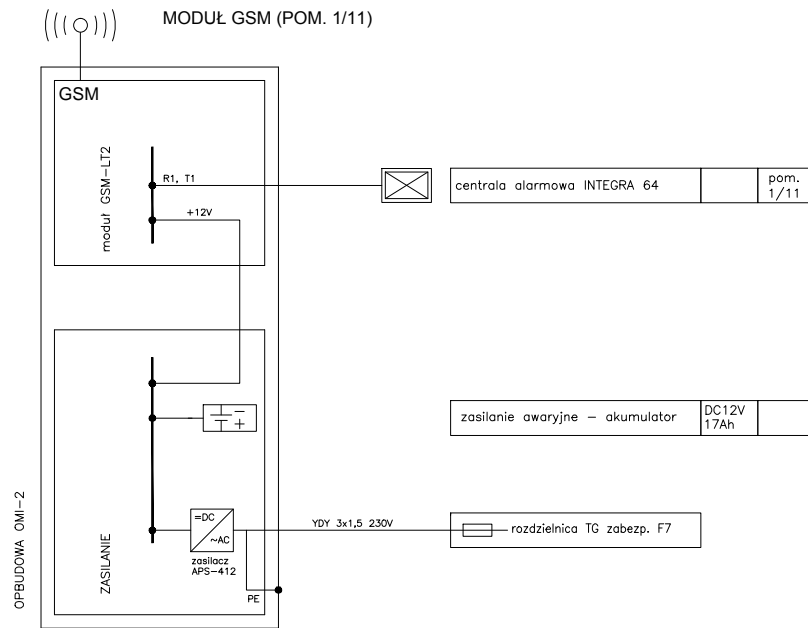 MODUŁ GSM (POM. 1/11)
GSM
moduł GSM-LT2
R1, T1
+12V
centrala alarmowa INTEGRA 64
pom.
1/11
zasilanie awaryjne – akumulator
DC12V
17Ah
OPBUDOWA OMI-2
ZASILANIE
=DC
~AC
zasilacz
APS-412
PE
YDY 3x1,5 230V
rozdzielnica TG zabezp. F7